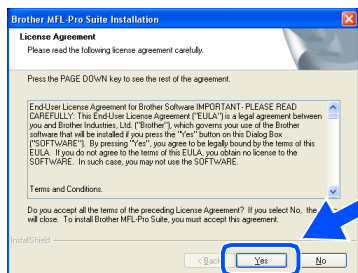 Brother MFL-Pro Suite Installation
License Agreement
Please read the following license agreement carefully.
Press the PAGE DOWN key to see the rest of the agreement.
End-User License Agreement for Brother Software IMPORTANT- PLEASE READ
CAREFULLY: This End-User License Agreement ("EULA") is a legal agreement between
you and Brother Industries, Ltd. ("Brother"), which governs your use of the Brother
software that will be installed if you press the "Yes" button on this Dialog Box
("SOFTWARE"). By pressing "Yes", you agree to be legally bound by the terms of this
EULA. If you do not agree to the terms of this EULA, you obtain no license to the
SOFTWARE. In such case, you may not use the SOFTWARE.
Terms and Conditions.
Do you accept all the terms of the preceding License Agreement? If you select No, the
will close. To install Brother MFL-Pro Suite, you must accept this agreement.
InstallShield
< Back
Yes
No